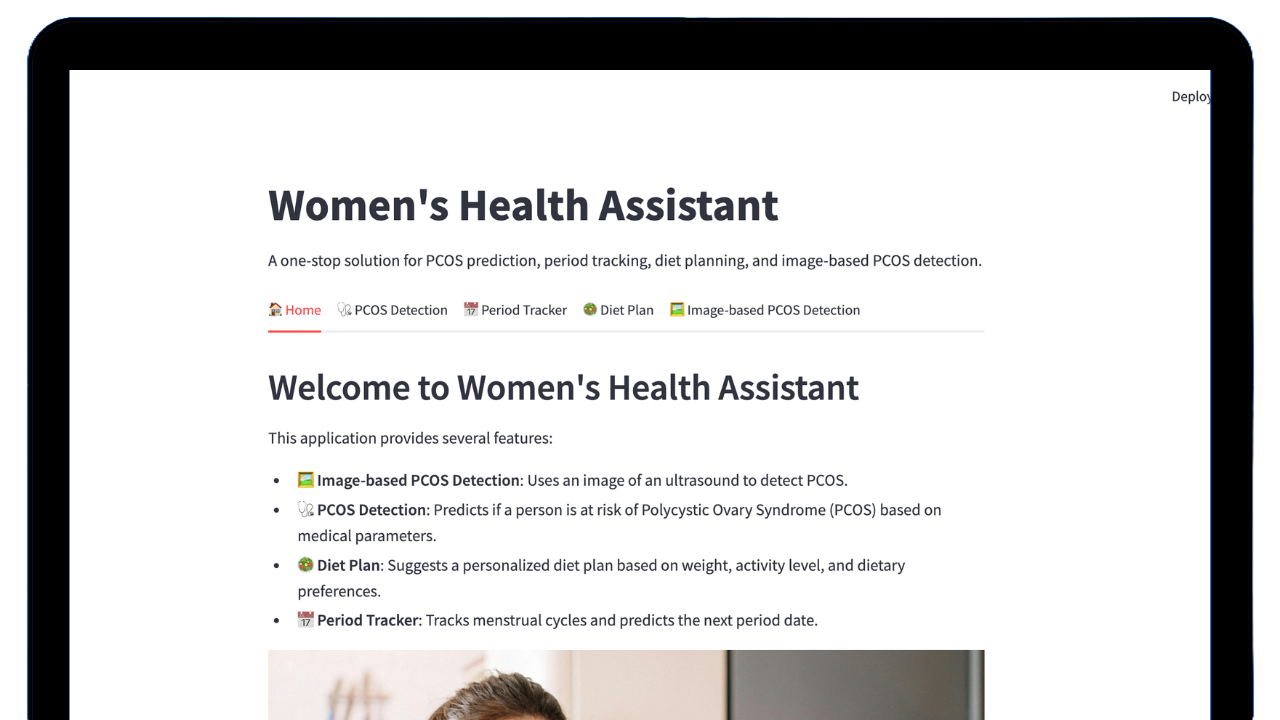 Deploy
Women's Health Assistant
A one-stop solution for PCOS prediction, period tracking, diet planning, and image-based PCOS detection.
🏠 Home 🩺 PCOS Detection 📅 Period Tracker 🥗 Diet Plan 🖼️ Image-based PCOS Detection
Welcome to Women's Health Assistant
This application provides several features:
• 🖼️ Image-based PCOS Detection: Uses an image of an ultrasound to detect PCOS.
• 🩺 PCOS Detection: Predicts if a person is at risk of Polycystic Ovary Syndrome (PCOS) based on
medical parameters.
• 🥗 Diet Plan: Suggests a personalized diet plan based on weight, activity level, and dietary
preferences.
• 📅 Period Tracker: Tracks menstrual cycles and predicts the next period date.